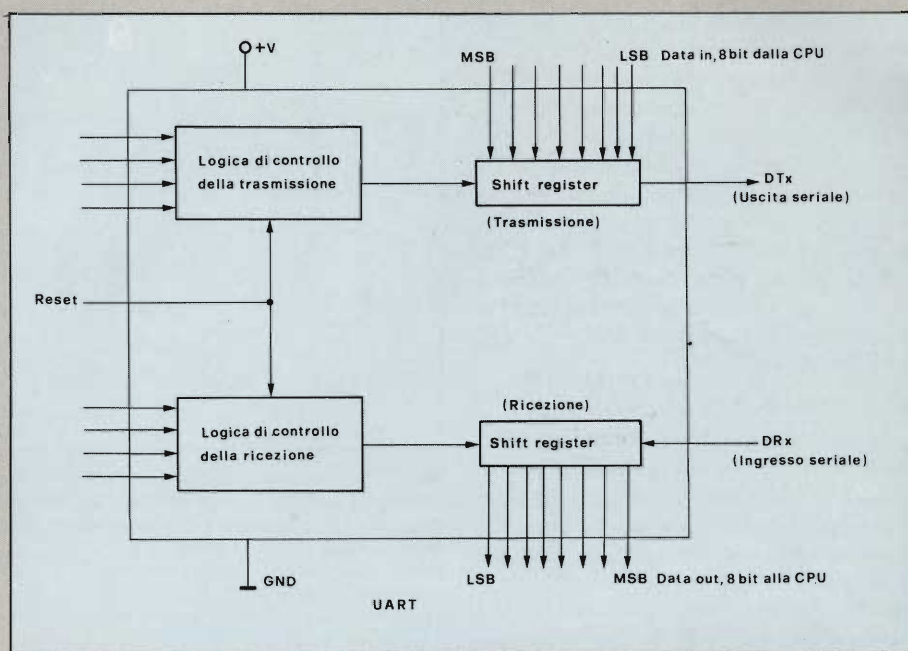 +V
MSB
LSB Data in, 8 bit dalla CPU
Logica di controllo
della trasmissione
Shift register
(Trasmissione)
DTx
(Uscita seriale)
Reset
Logica di controllo
della ricezione
(Ricezione)
Shift register
DRx
(Ingresso seriale)
LSB
MSB Data out, 8 bit alla CPU
GND
UART